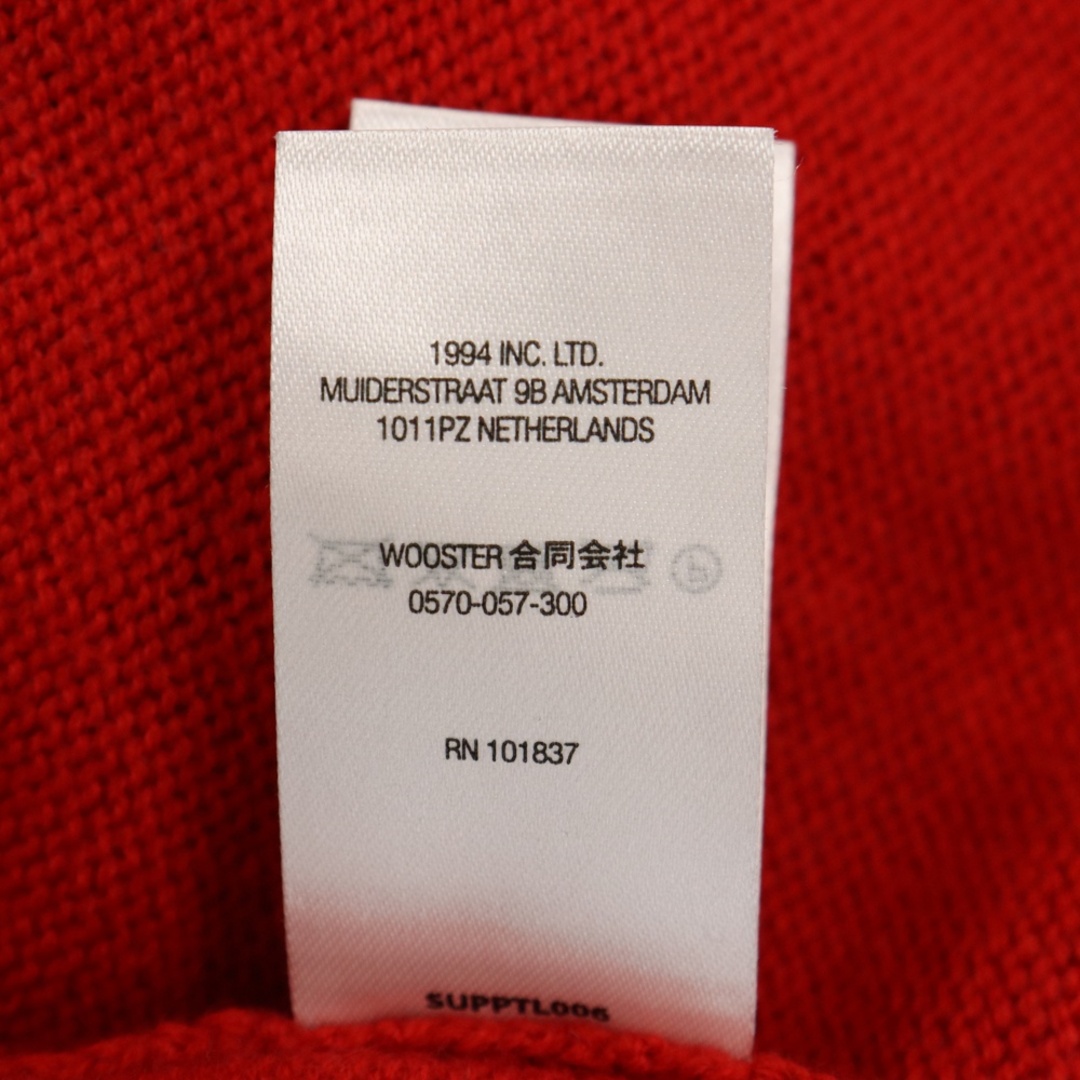 1994 INC. LTD.
MUIDERSTRAAT 9B AMSTERDAM
1011PZ NETHERLANDS
WOOSTER 合同会社
0570-057-300
RN 101837
SUPPTL006